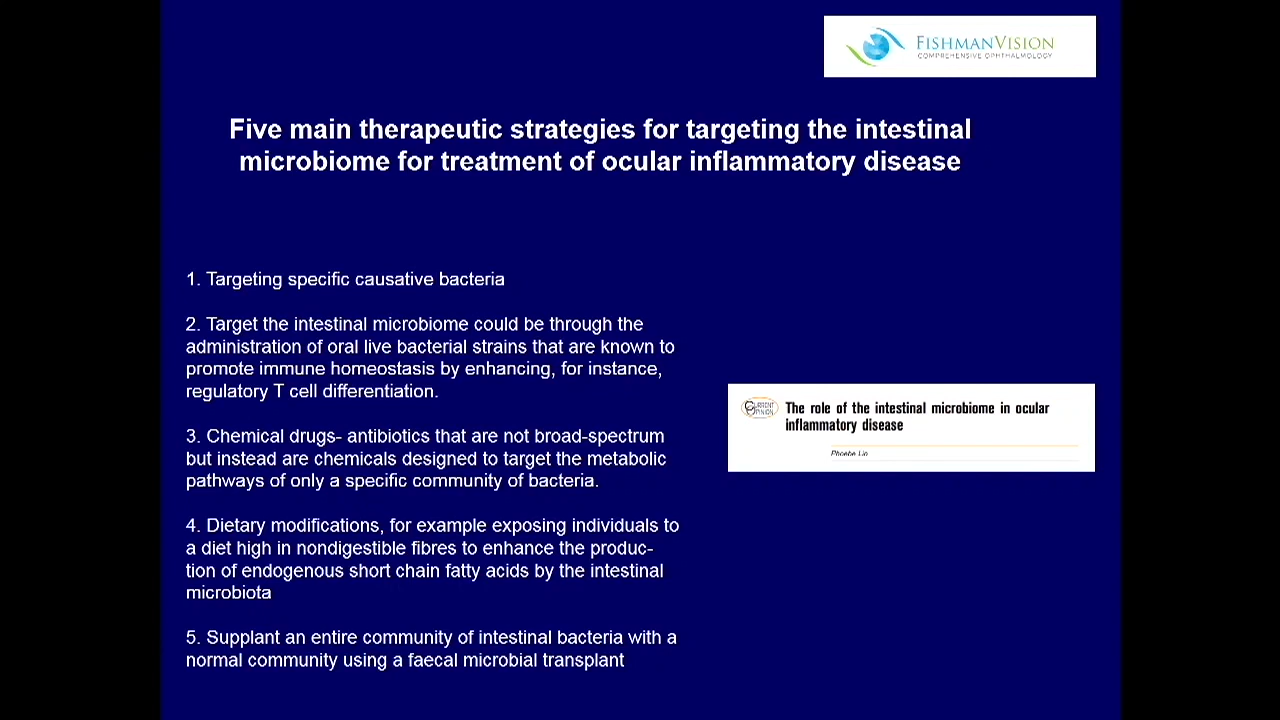 FISHMANVISION
COMPREHENSIVE OPHTHALMOLOGY
Five main therapeutic strategies for targeting the intestinal
microbiome for treatment of ocular inflammatory disease
1. Targeting specific causative bacteria
2. Target the intestinal microbiome could be through the
administration of oral live bacterial strains that are known to
promote immune homeostasis by enhancing, for instance,
regulatory T cell differentiation.
3. Chemical drugs- antibiotics that are not broad-spectrum
but instead are chemicals designed to target the metabolic
pathways of only a specific community of bacteria.
4. Dietary modifications, for example exposing individuals to
a diet high in nondigestible fibres to enhance the produc-
tion of endogenous short chain fatty acids by the intestinal
microbiota
5. Supplant an entire community of intestinal bacteria with a
normal community using a faecal microbial transplant
CURRENT
OPINION
The role of the intestinal microbiome in ocular
inflammatory disease
Phoebe Lin